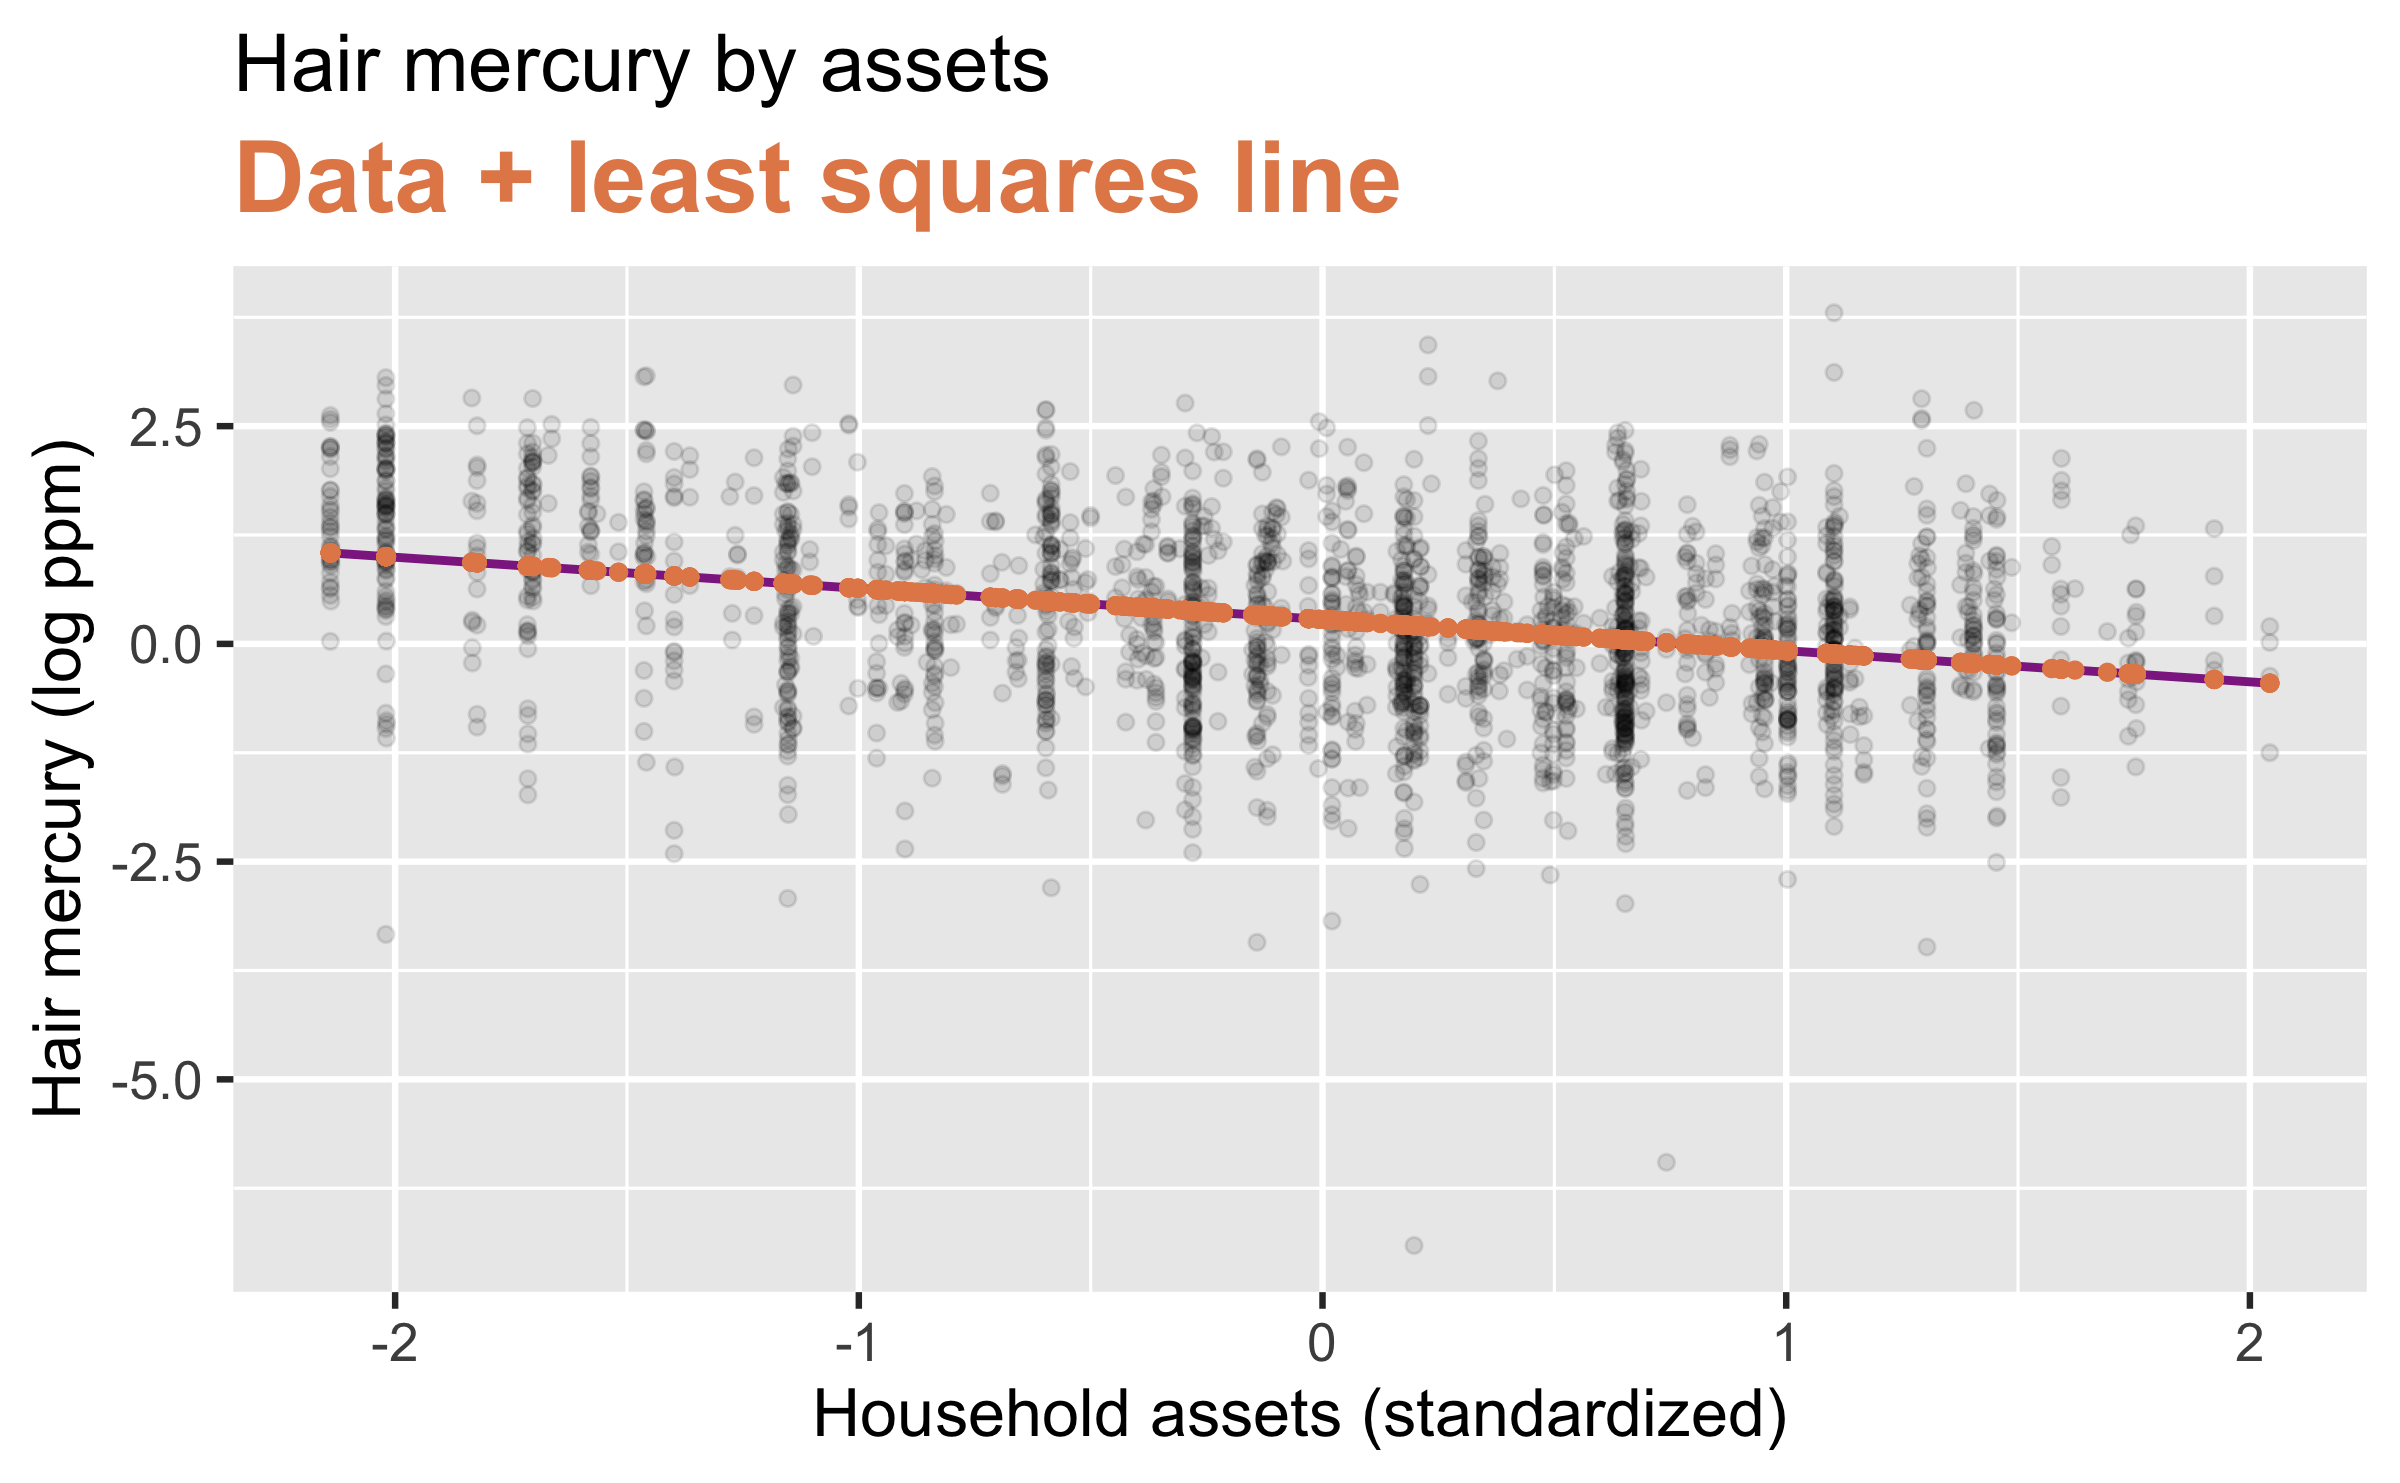 Hair mercury by assets
Data + least squares line
Hair mercury (log ppm)
2.5
0.0
-2.5
-5.0
-2 -1 0 1 2
Household assets (standardized)